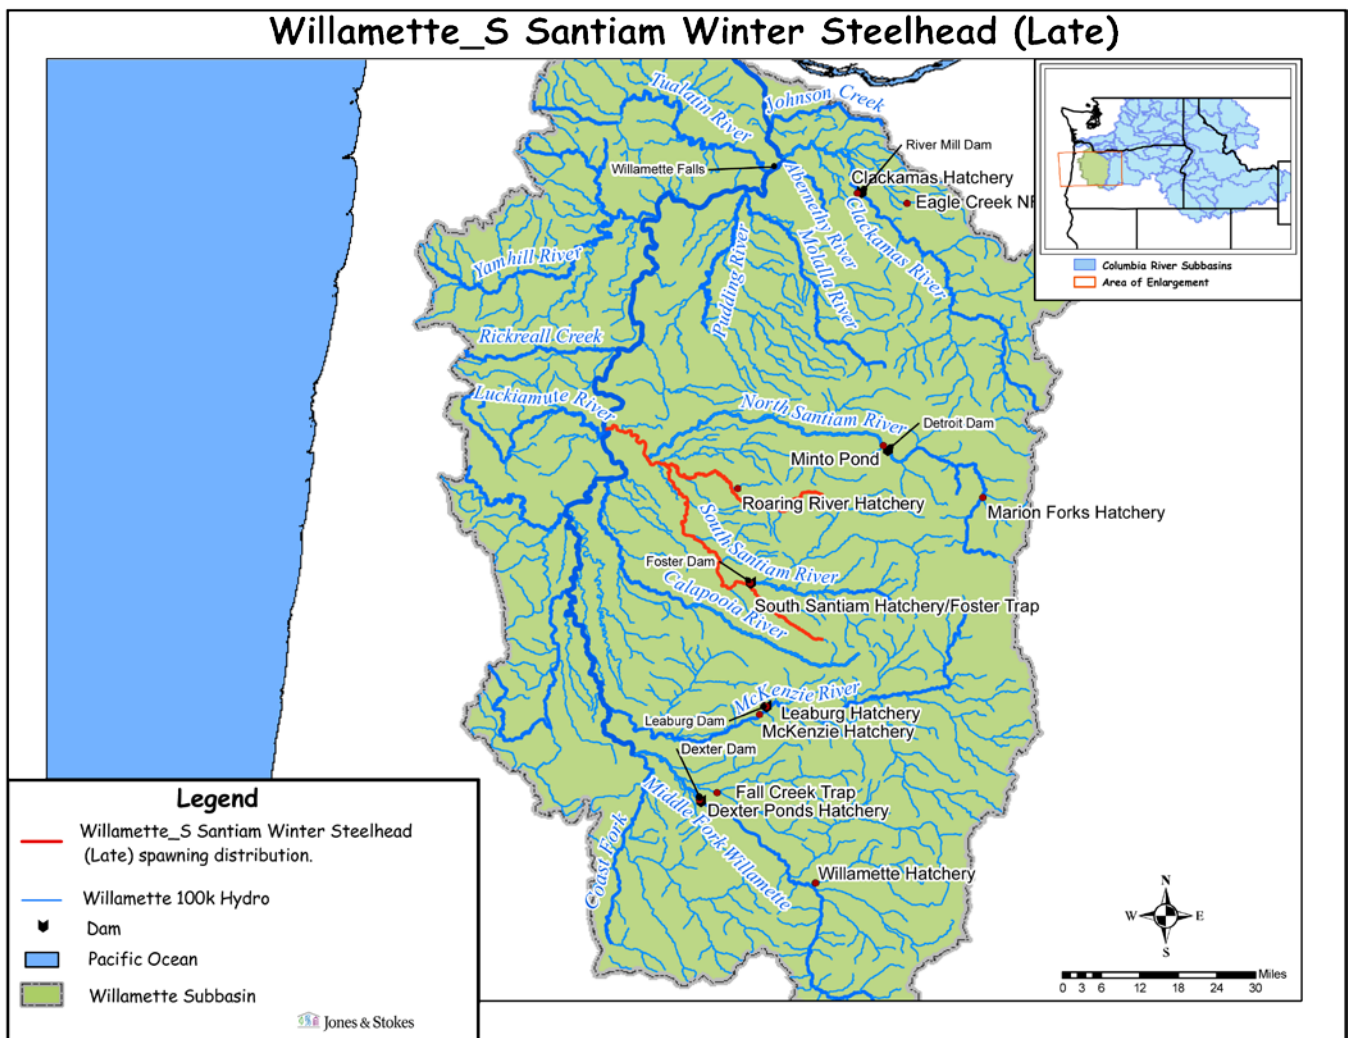 Willamette_S Santiam Winter Steelhead (Late)
Tualatin River
Johnson Creek
River Mill Dam
Willamette Falls
Clackamas Hatchery
Eagle Creek NF
Abernethy River
Clackamas River
Molalla River
Pudding River
Yamhill River
Rickreall Creek
Luckiamute River
North Santiam River
Detroit Dam
Minto Pond
Roaring River Hatchery
Marion Forks Hatchery
South Santiam River
Foster Dam
South Santiam Hatchery/Foster Trap
Calapooia River
McKenzie River
Leaburg Dam
Leaburg Hatchery
McKenzie Hatchery
Dexter Dam
Fall Creek Trap
Dexter Ponds Hatchery
Middle Fork Willamette
Coast Fork
Willamette Hatchery
Columbia River Subbasins
Area of Enlargement
Legend
Willamette_S Santiam Winter Steelhead
(Late) spawning distribution.
Willamette 100k Hydro
Dam
Pacific Ocean
Willamette Subbasin
Jones & Stokes
N
W E
S
Miles
0 3 6 12 18 24 30